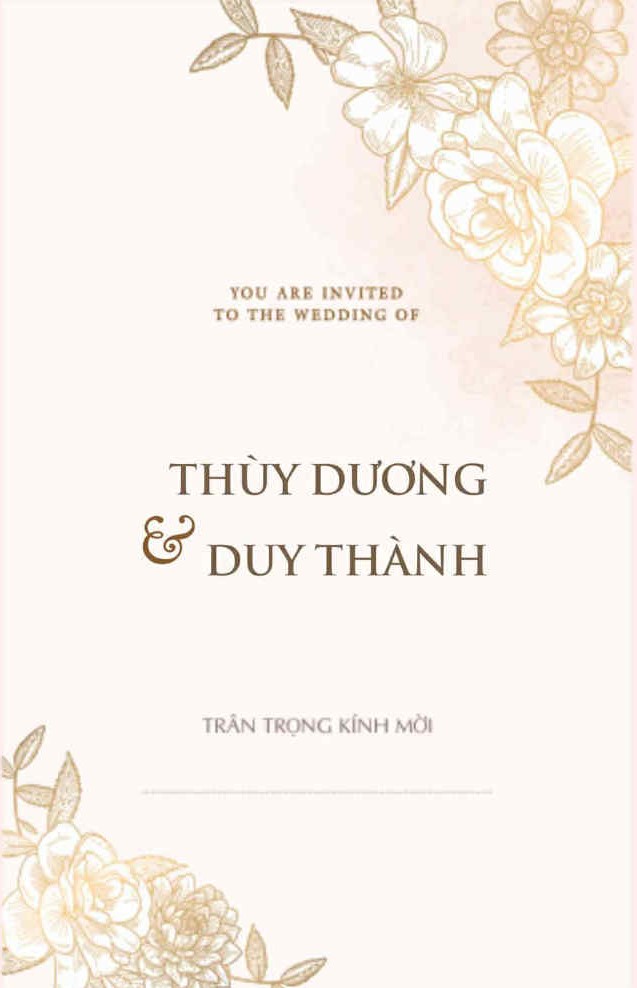 YOU ARE INVITED
TO THE WEDDING OF
THÙY DƯƠNG
& DUY THÀNH
TRÂN TRỌNG KÍNH MỜI